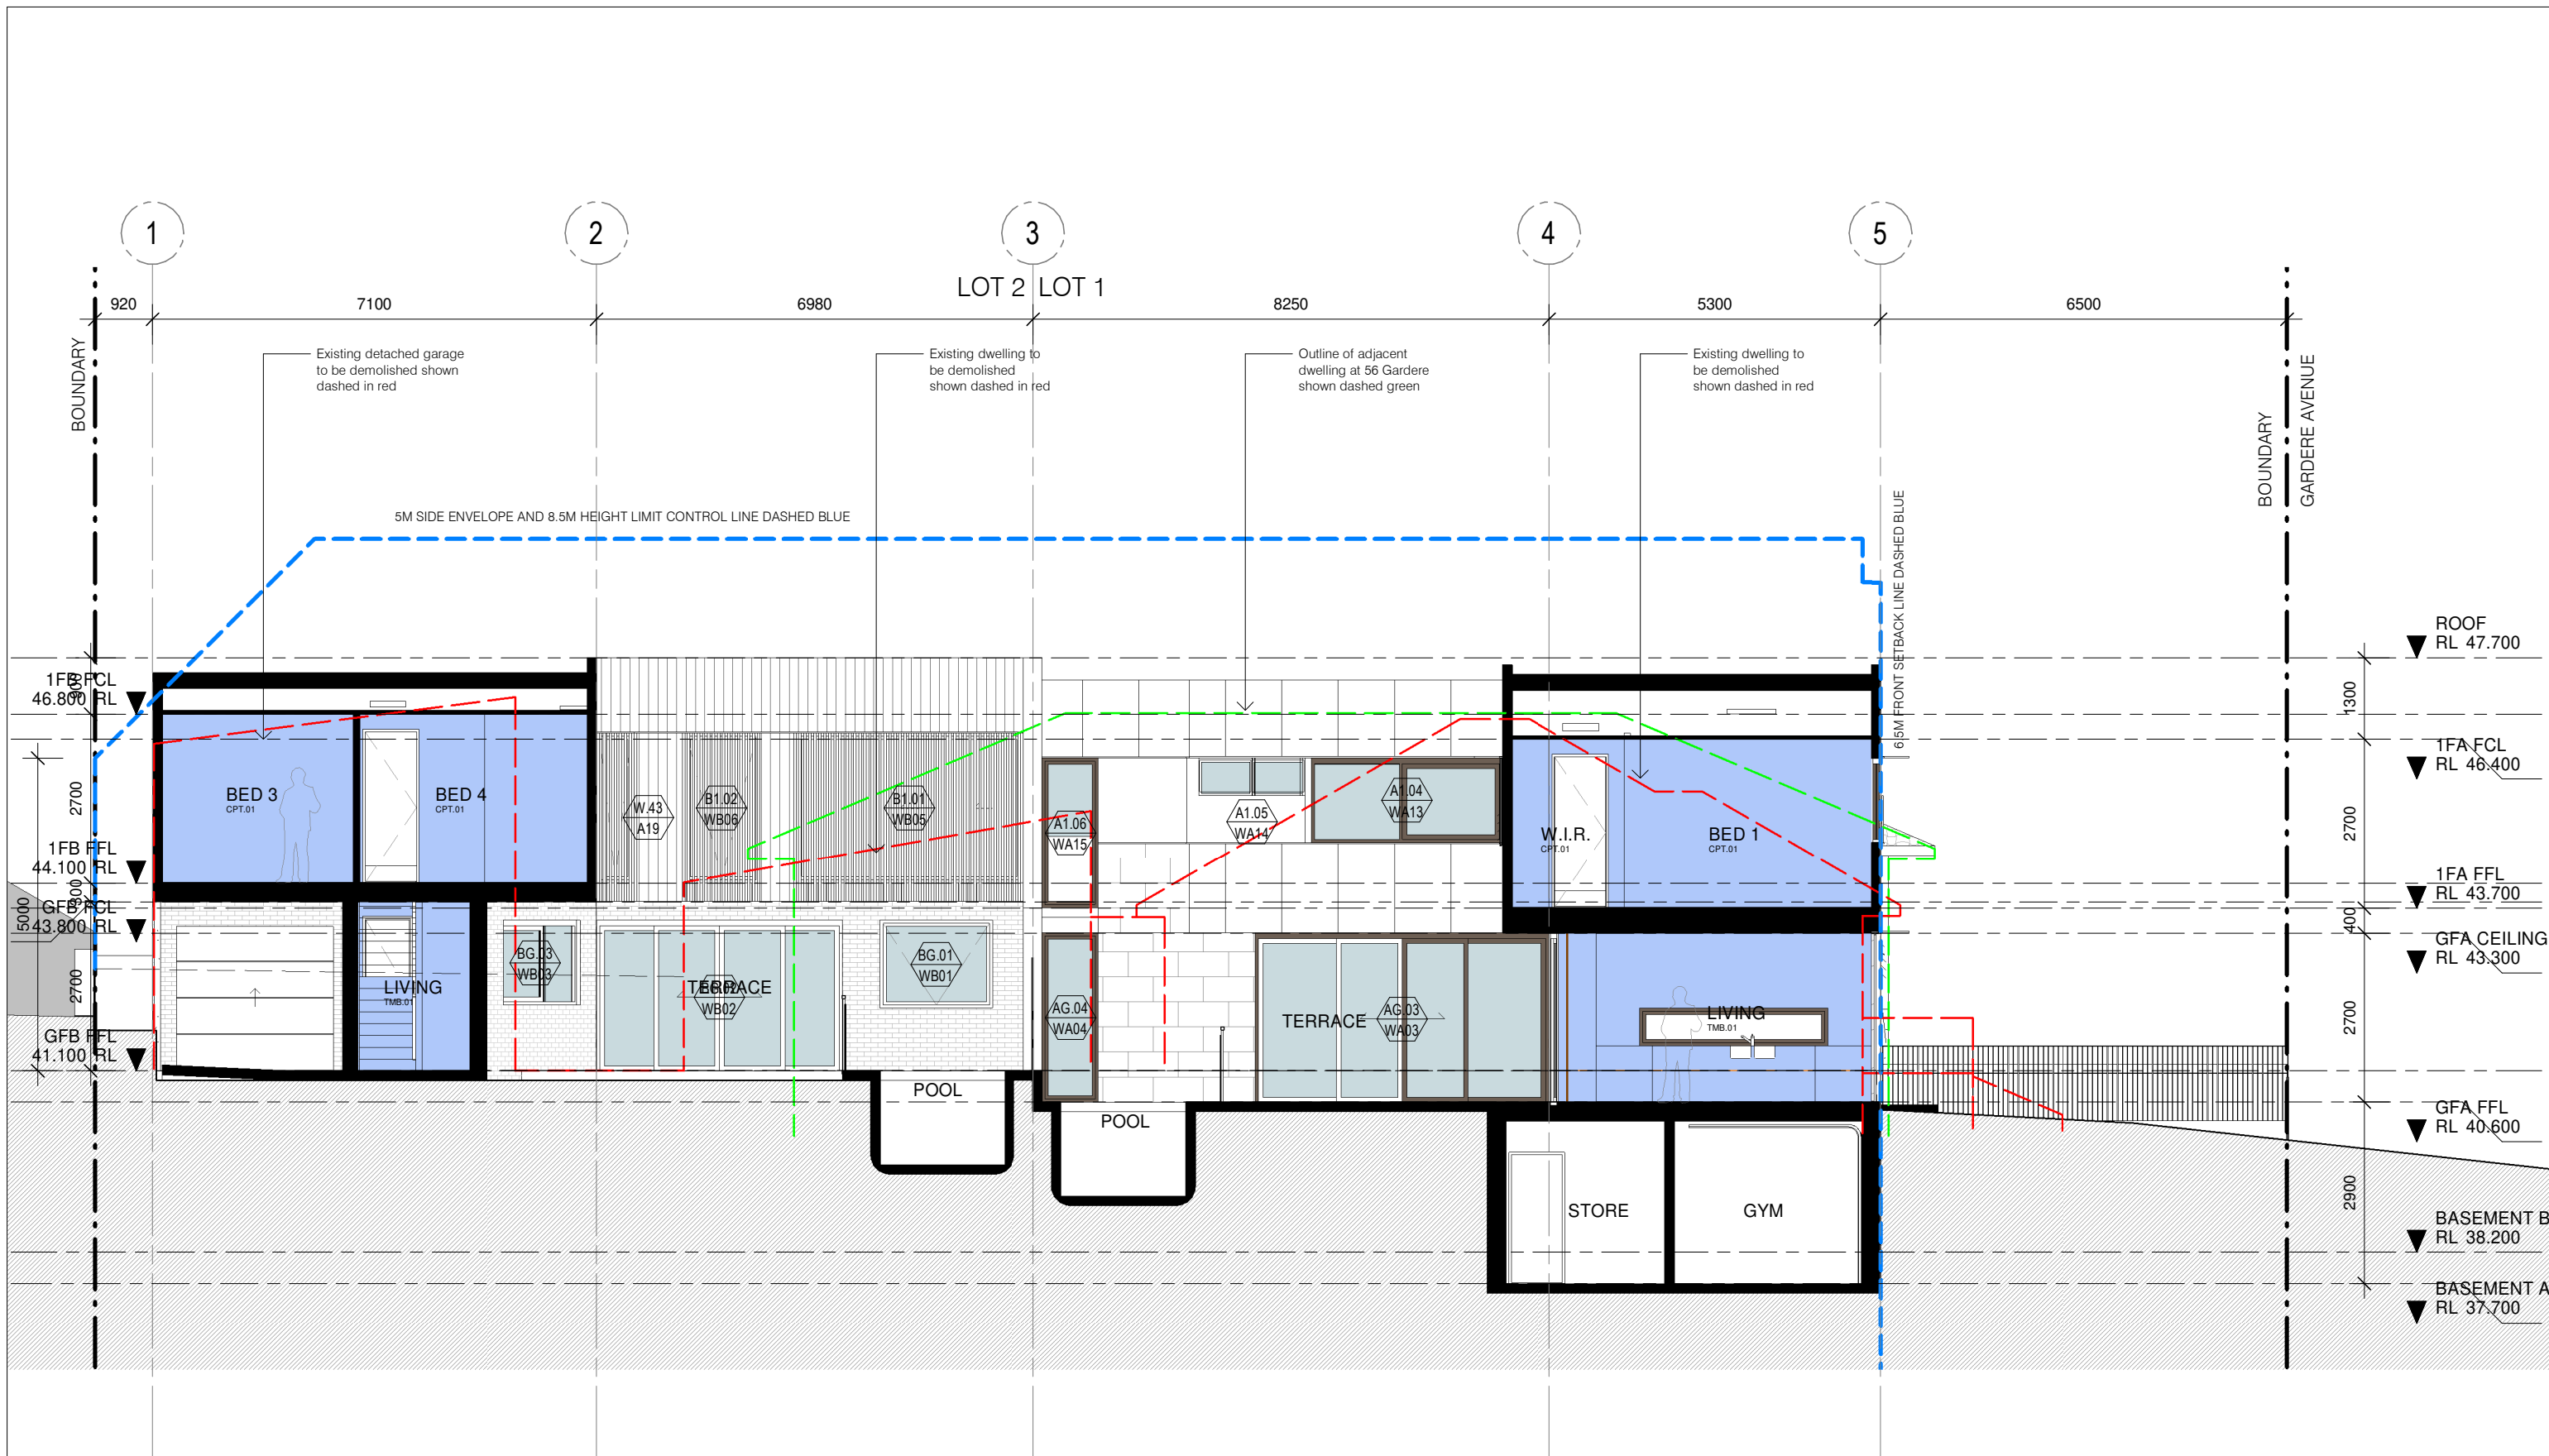 1
2
3
4
5
LOT 2 LOT 1
920
7100
6980
8250
5300
6500
BOUNDARY
Existing detached garage
to be demolished shown
dashed in red
Existing dwelling to
be demolished
shown dashed in red
Outline of adjacent
dwelling at 56 Gardere
shown dashed green
Existing dwelling to
be demolished
shown dashed in red
BOUNDARY
GARDERE AVENUE
5M SIDE ENVELOPE AND 8.5M HEIGHT LIMIT CONTROL LINE DASHED BLUE
6.5M FRONT SETBACK LINE DASHED BLUE
1FB FCL
46.800 RL
900
2700
1FB FFL
44.100 RL
300
GFB FCL
43.800 RL
5000
2700
GFB FFL
41.100 RL
BED 3
CPT.01
BED 4
CPT.01
W.43
A19
B1.02
WB06
B1.01
WB05
A1.06
WA15
A1.05
WA14
A1.04
WA13
W.I.R.
CPT.01
BED 1
CPT.01
LIVING
TMB.01
BG.03
WB03
TERRACE
BG.02
WB02
BG.01
WB01
AG.04
WA04
TERRACE
AG.03
WA03
LIVING
TMB.01
POOL
POOL
STORE
GYM
ROOF
RL 47.700
1300
1FA FCL
RL 46.400
2700
1FA FFL
RL 43.700
400
GFA CEILING
RL 43.300
2700
GFA FFL
RL 40.600
2900
BASEMENT B
RL 38.200
BASEMENT A
RL 37.700